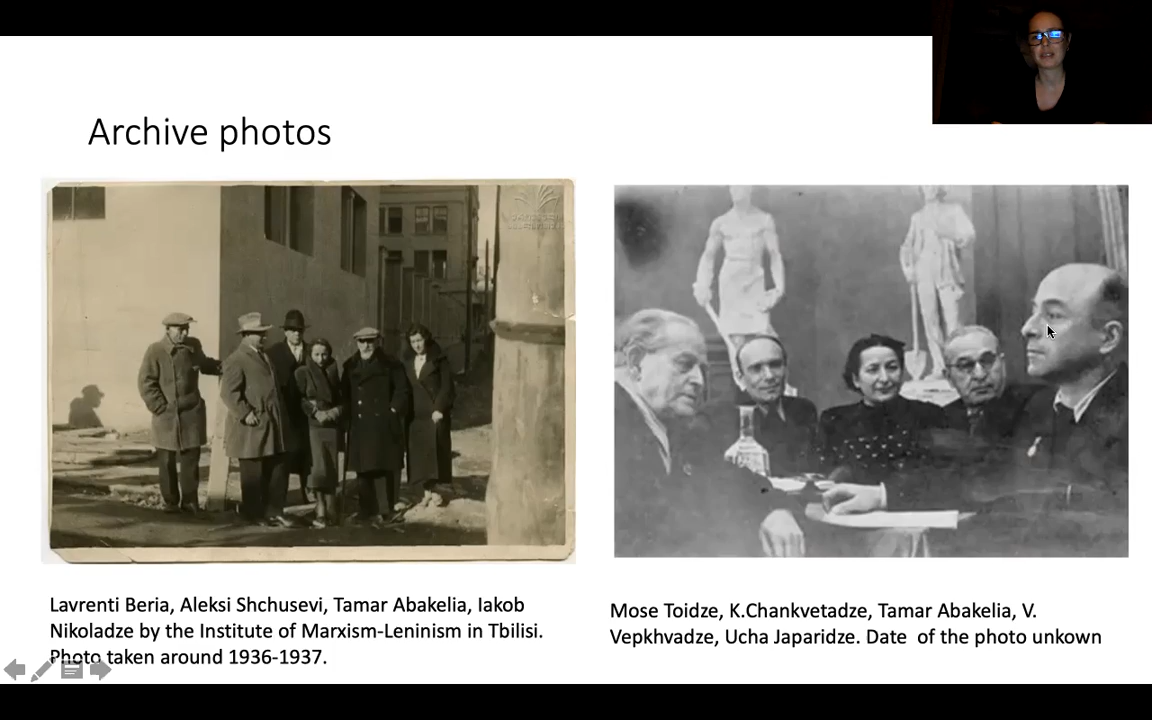 Archive photos
Lavrenti Beria, Aleksi Shchusevi, Tamar Abakelia, Iakob
Nikoladze by the Institute of Marxism-Leninism in Tbilisi.
Photo taken around 1936-1937.
Mose Toidze, K.Chankvetadze, Tamar Abakelia, V.
Vepkhvadze, Ucha Japaridze. Date  of the photo unkown